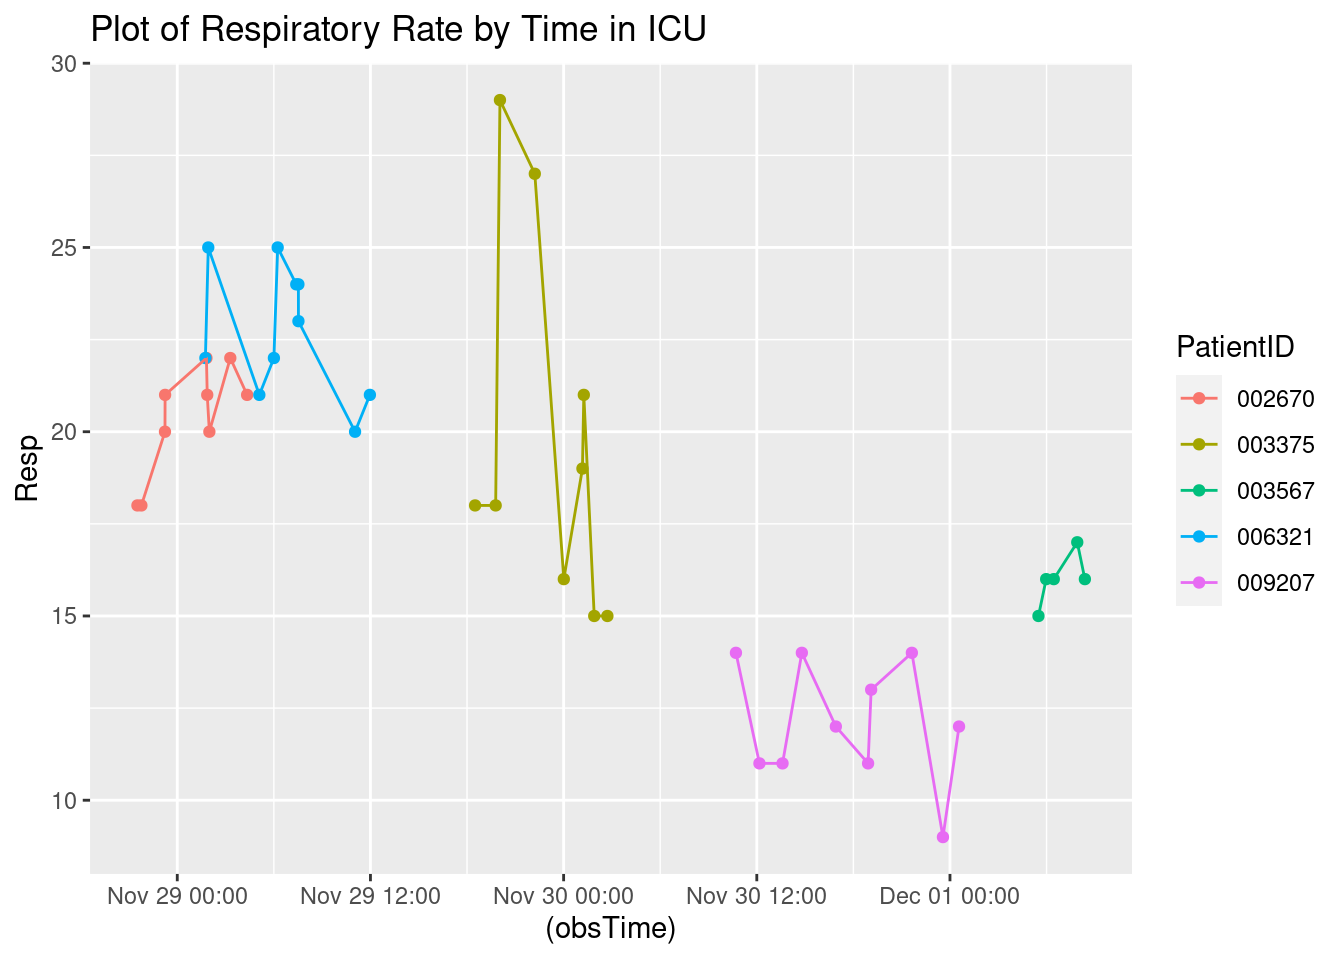 Plot of Respiratory Rate by Time in ICU
30
25
20
15
10
Resp
Nov 29 00:00 Nov 29 12:00 Nov 30 00:00 Nov 30 12:00 Dec 01 00:00
(obsTime)
PatientID
002670
003375
003567
006321
009207